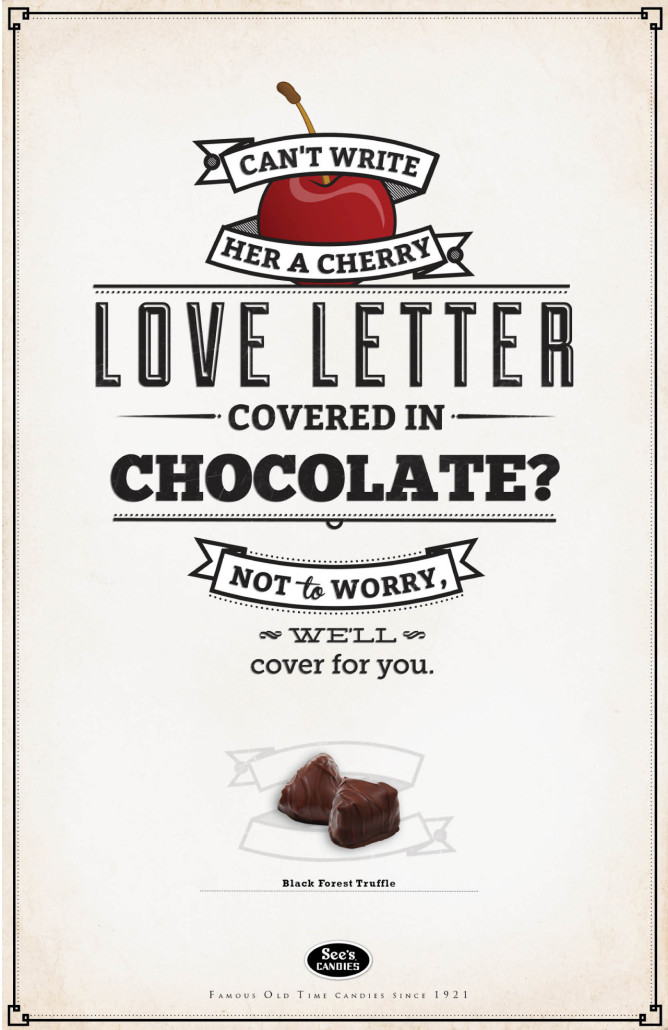 CAN'T WRITE
HER A CHERRY
LOVE LETTER
COVERED IN
CHOCOLATE?
NOT to WORRY,
WE'LL
cover for you.
Black Forest Truffle
See's
CANDIES
FAMOUS OLD TIME CANDIES SINCE 1921